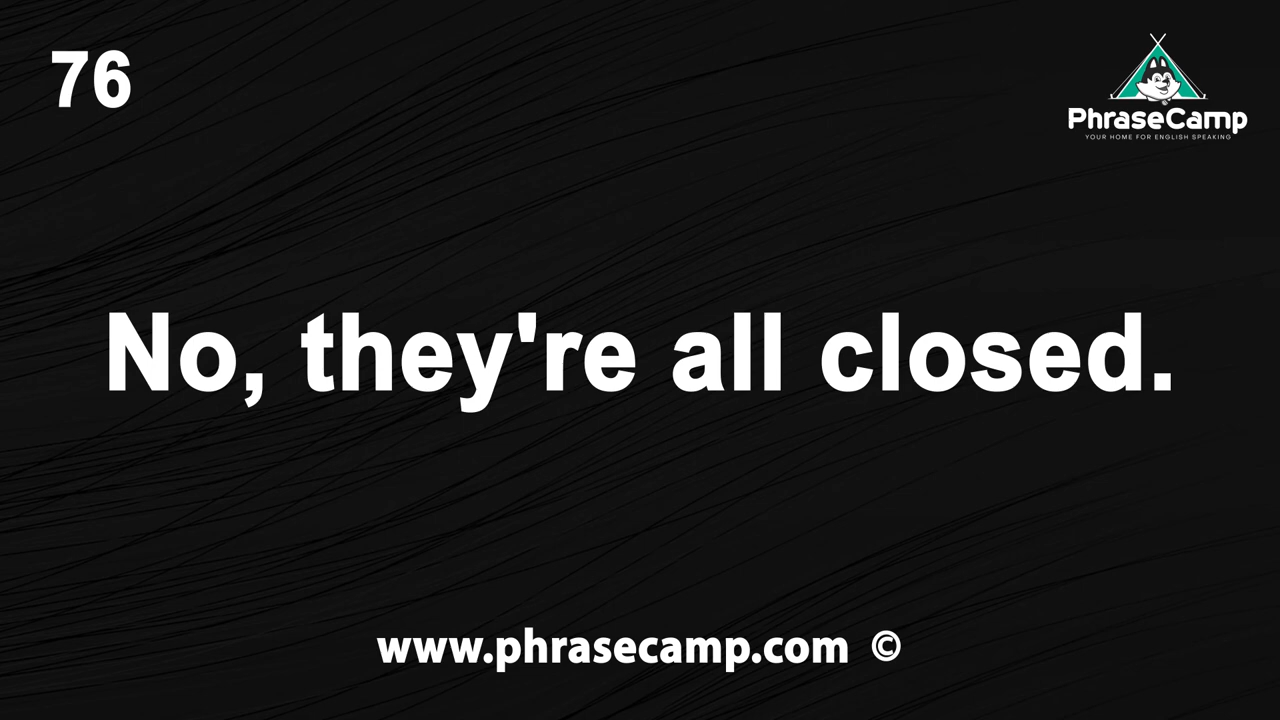 76
PhraseCamp
YOUR HOME FOR ENGLISH SPEAKING
No, they're all closed.
www.phrasecamp.com ©